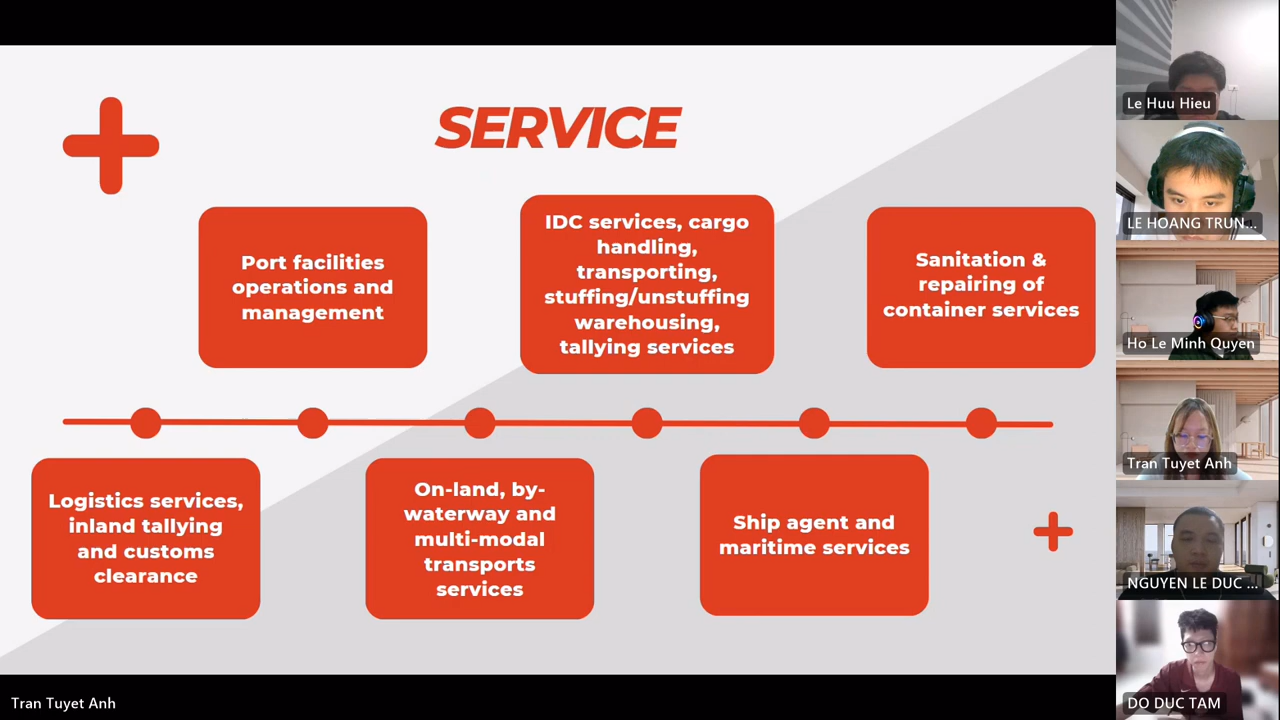 SERVICE
Port facilities
operations and
management
IDC services, cargo
handling,
transporting,
stuffing/unstuffing
warehousing,
tallying services
Sanitation &
repairing of
container services
Logistics services,
inland tallying
and customs
clearance
On-land, by-
waterway and
multi-modal
transports
services
Ship agent and
maritime services
Tran Tuyet Anh
Le Huu Hieu
LE HOANG TRUN...
Ho Le Minh Quyen
Tran Tuyet Anh
NGUYEN LE DUC ...
DO DUC TAM